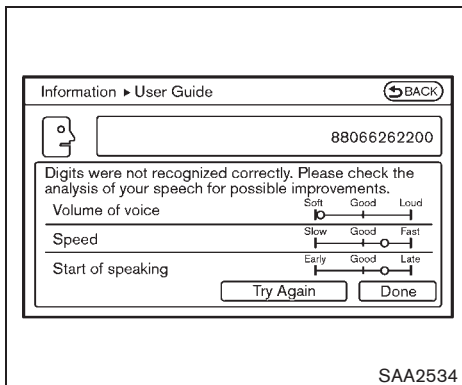 Information ▸ User Guide
BACK
88066262200
Digits were not recognized correctly. Please check the
analysis of your speech for possible improvements.
Volume of voice
Soft Good Loud
Speed
Slow Good Fast
Start of speaking
Early Good Late
Try Again
Done
SAA2534